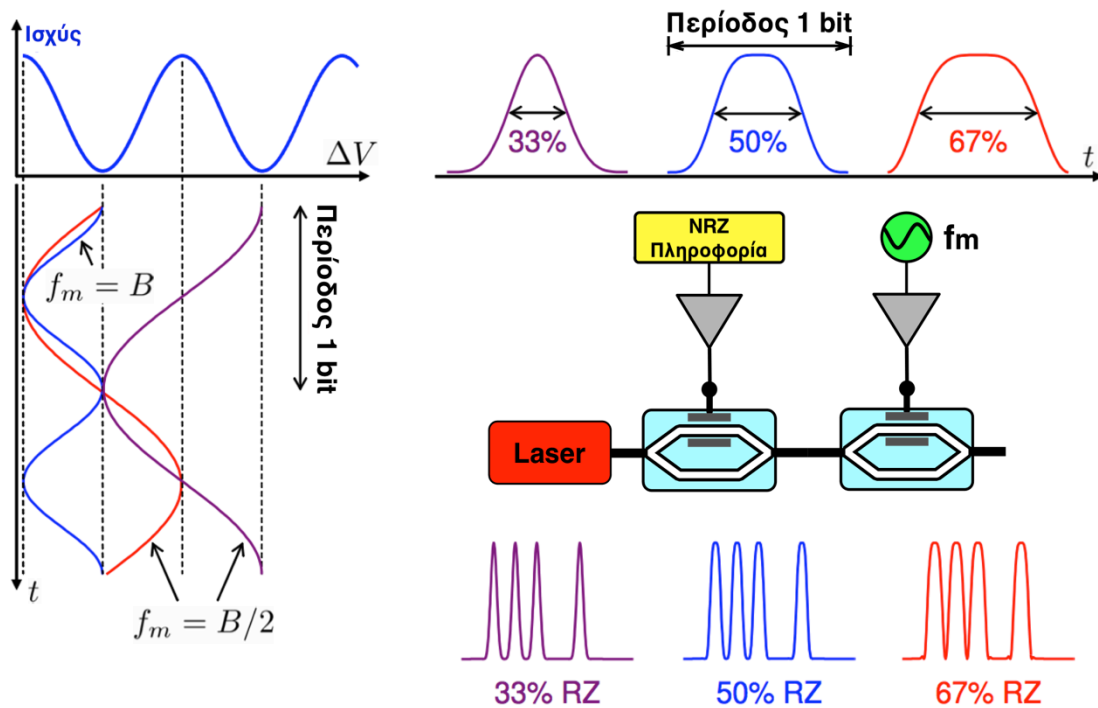 Ισχύς
ΔV
Περίοδος 1 bit
33%
50%
67%
t
f_m = B
Περίοδος 1 bit
t
f_m = B/2
NRZ
Πληροφορία
fm
Laser
33% RZ
50% RZ
67% RZ